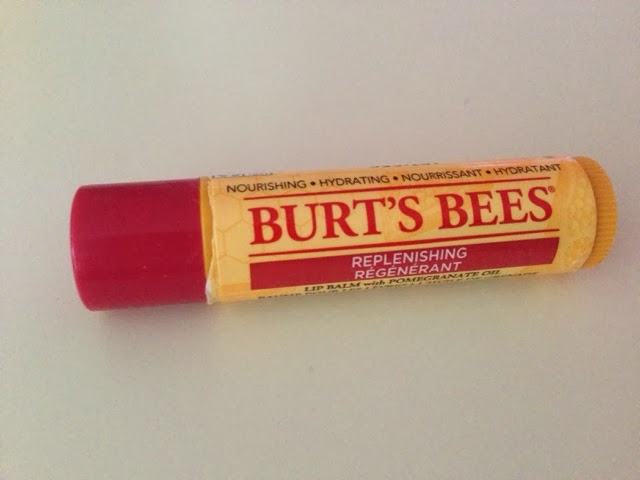 NOURISHING • HYDRATING • NOURRISSANT • HYDRATANT
BURT'S BEES®
REPLENISHING
RÉGÉNÉRANT
LIP BALM with POMEGRANATE OIL